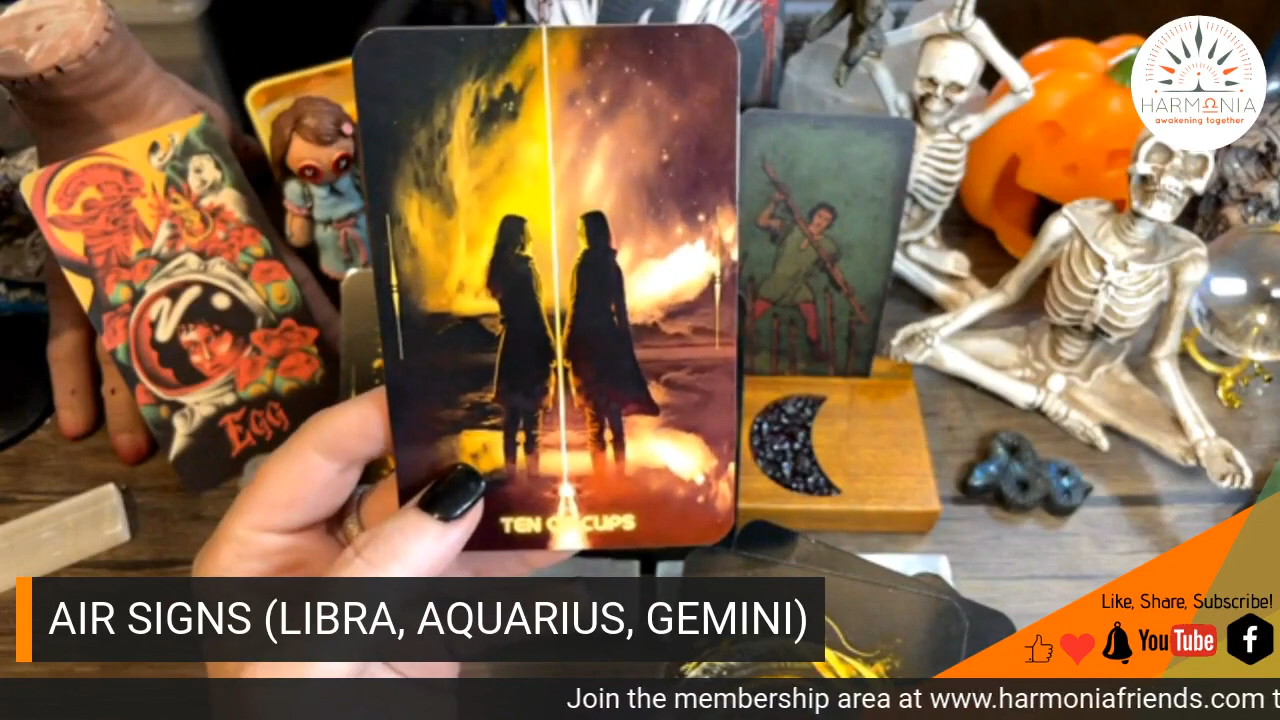 HARMΩNIA
awakening together
EGG
TEN OF CUPS
AIR SIGNS (LIBRA, AQUARIUS, GEMINI)
Like, Share, Subscribe!
YouTube
f
Join the membership area at www.harmoniafriends.com t